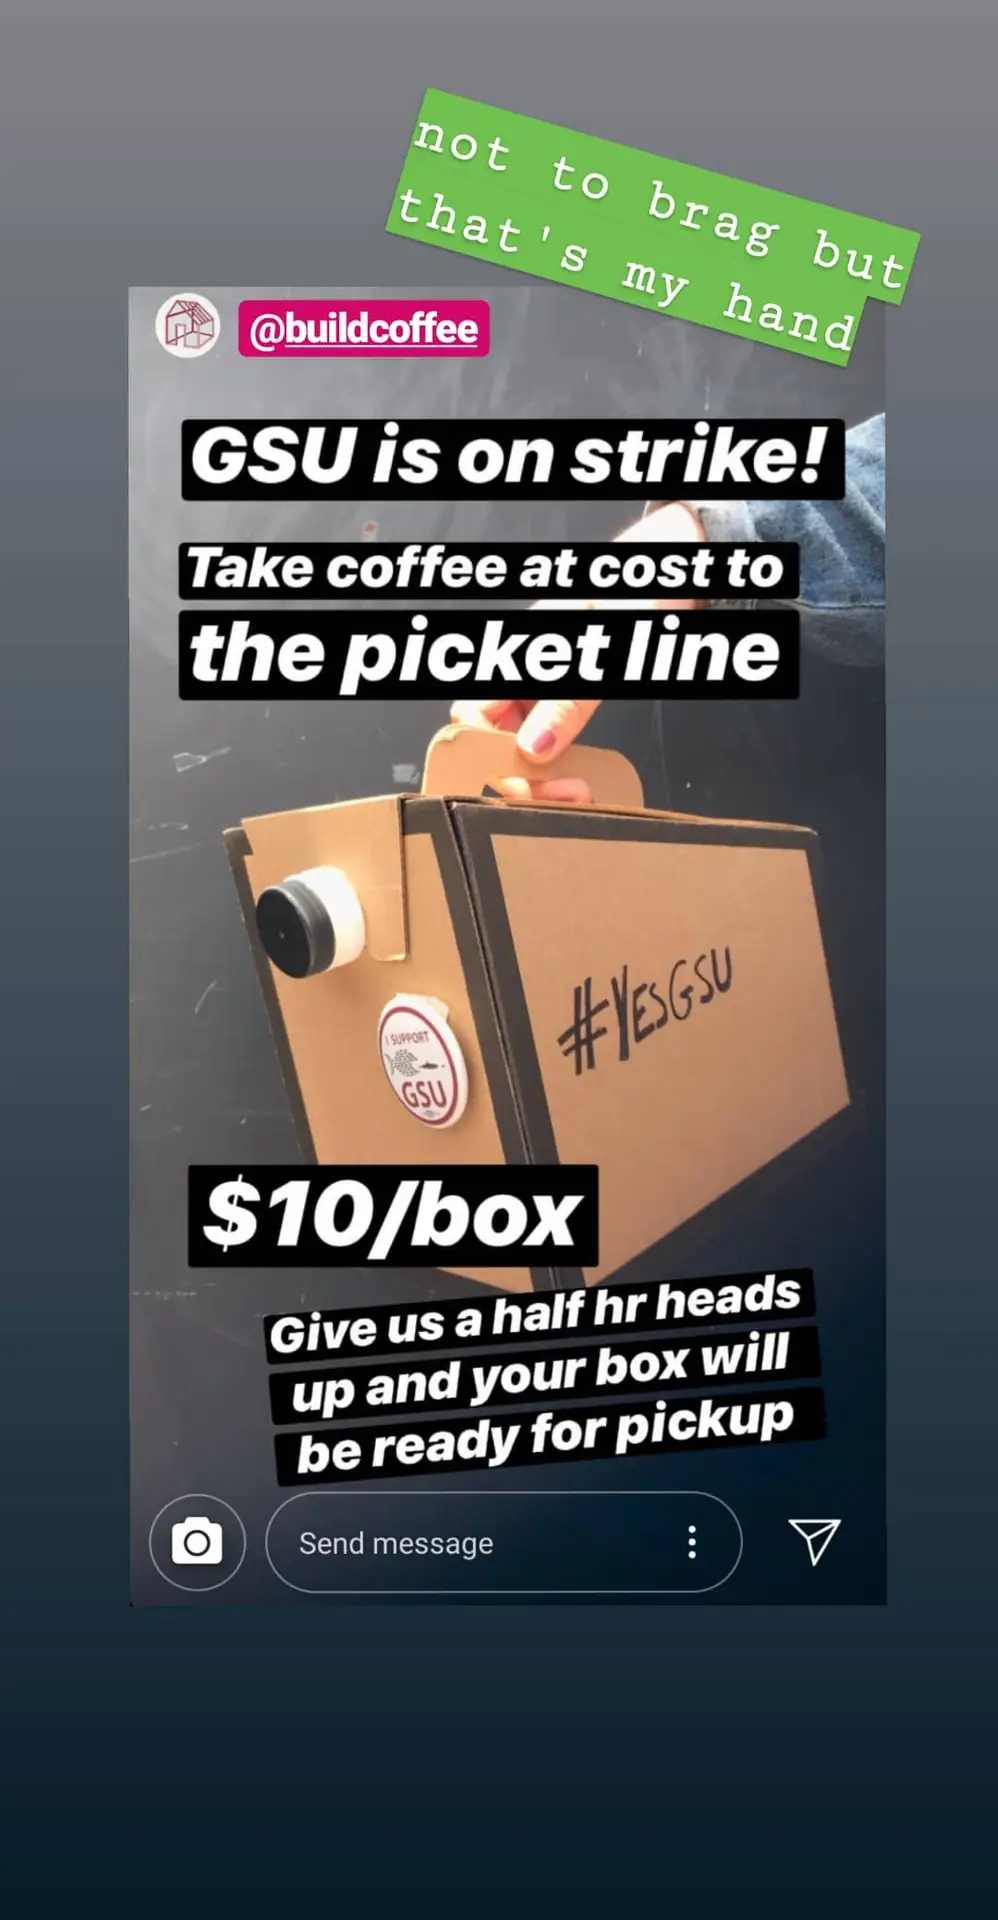 not to brag but
that's my hand
@buildcoffee
GSU is on strike!
Take coffee at cost to
the picket line
#YESGSU
I SUPPORT
GSU
$10/box
Give us a half hr heads
up and your box will
be ready for pickup
Send message